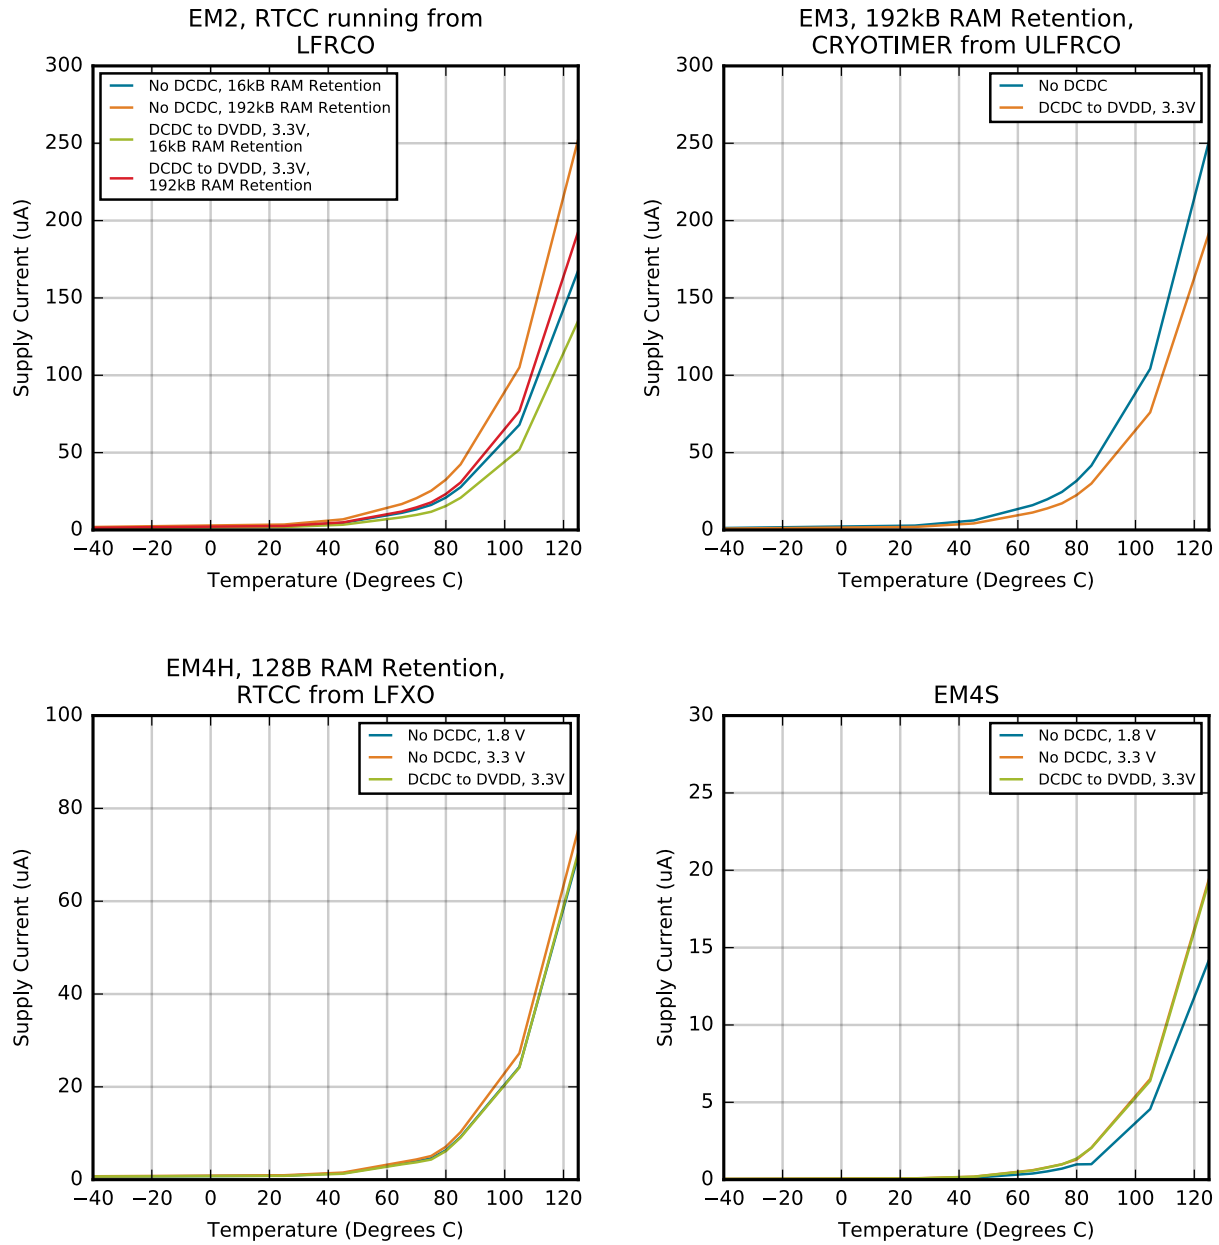 EM2, RTCC running from
LFRCO
300
250
200
150
100
50
0
Supply Current (uA)
No DCDC, 16kB RAM Retention
No DCDC, 192kB RAM Retention
DCDC to DVDD, 3.3V,
16kB RAM Retention
DCDC to DVDD, 3.3V,
192kB RAM Retention
−40 −20 0 20 40 60 80 100 120
Temperature (Degrees C)
EM3, 192kB RAM Retention,
CRYOTIMER from ULFRCO
300
250
200
150
100
50
0
Supply Current (uA)
No DCDC
DCDC to DVDD, 3.3V
−40 −20 0 20 40 60 80 100 120
Temperature (Degrees C)
EM4H, 128B RAM Retention,
RTCC from LFXO
100
80
60
40
20
0
Supply Current (uA)
No DCDC, 1.8 V
No DCDC, 3.3 V
DCDC to DVDD, 3.3V
−40 −20 0 20 40 60 80 100 120
Temperature (Degrees C)
EM4S
30
25
20
15
10
5
0
Supply Current (uA)
No DCDC, 1.8 V
No DCDC, 3.3 V
DCDC to DVDD, 3.3V
−40 −20 0 20 40 60 80 100 120
Temperature (Degrees C)